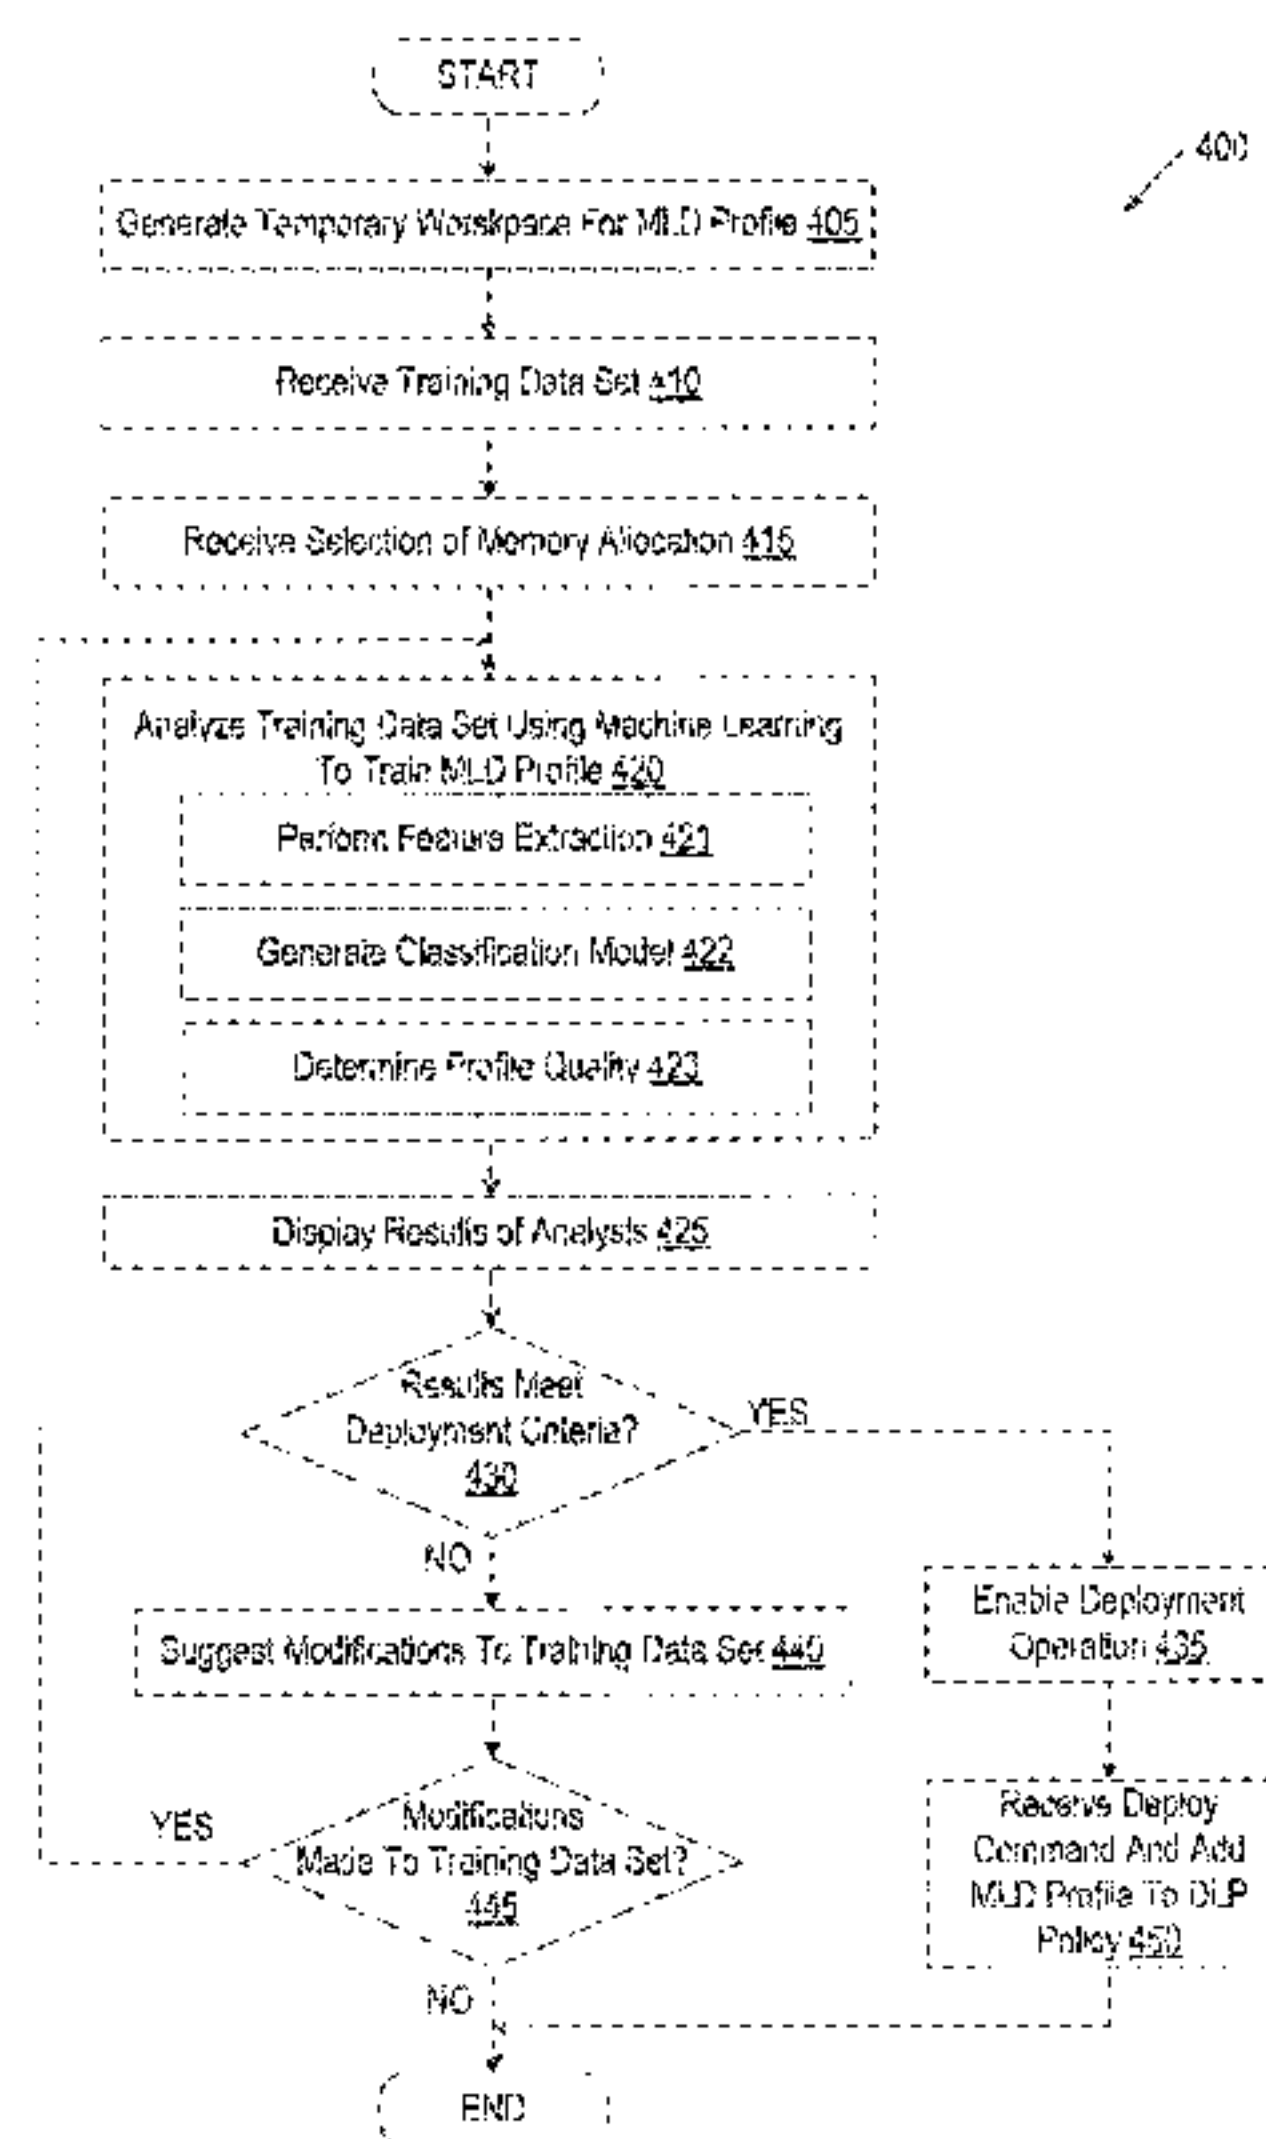 START
400
Generate Temporary Worskpace For MLD Profile 405
Receive Training Data Set 410
Receive Selection of Memory Allocation 415
Analyze Training Data Set Using Machine Learning
To Train MLD Profile 420
Perform Feature Extraction 421
Generate Classification Model 422
Determine Profile Quality 423
Display Results of Analysis 425
Results Meet
Deployment Criteria?
430
YES
NO
Enable Deployment
Operation 435
Suggest Modifications To Training Data Set 440
Modifications
Made To Training Data Set?
445
YES
NO
Receive Deploy
Command And Add
MLD Profile To DLP
Policy 450
END